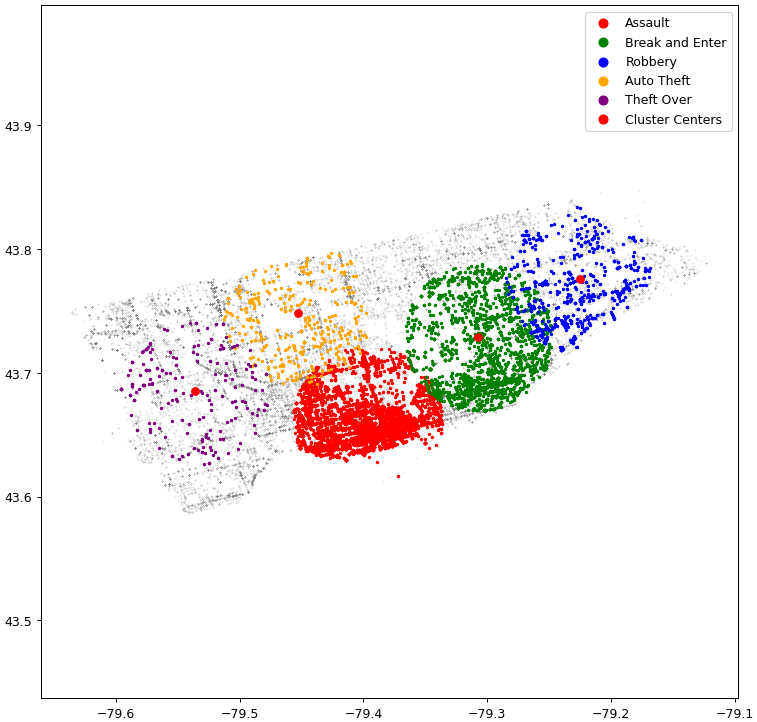 Assault
Break and Enter
Robbery
Auto Theft
Theft Over
Cluster Centers
43.9
43.8
43.7
43.6
43.5
−79.6 −79.5 −79.4 −79.3 −79.2 −79.1